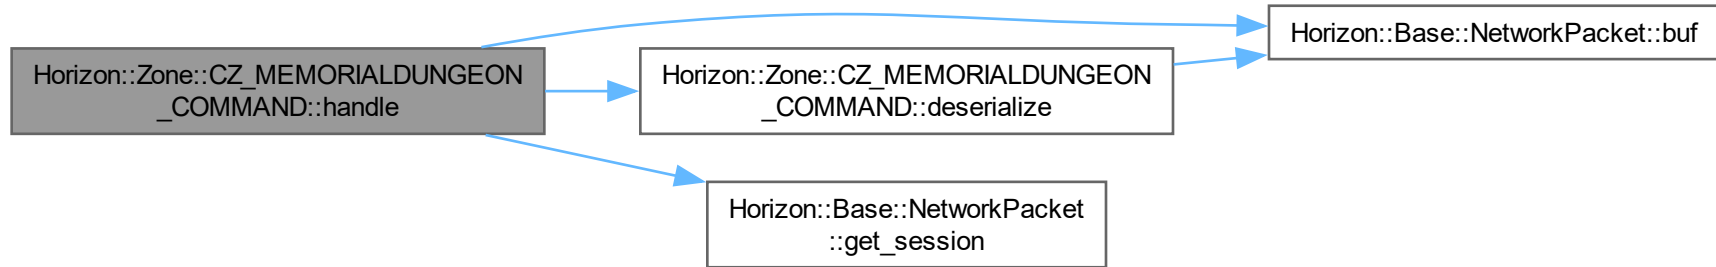 Horizon::Zone::CZ_MEMORIALDUNGEON
_COMMAND::handle
Horizon::Zone::CZ_MEMORIALDUNGEON
_COMMAND::deserialize
Horizon::Base::NetworkPacket::buf
Horizon::Base::NetworkPacket
::get_session